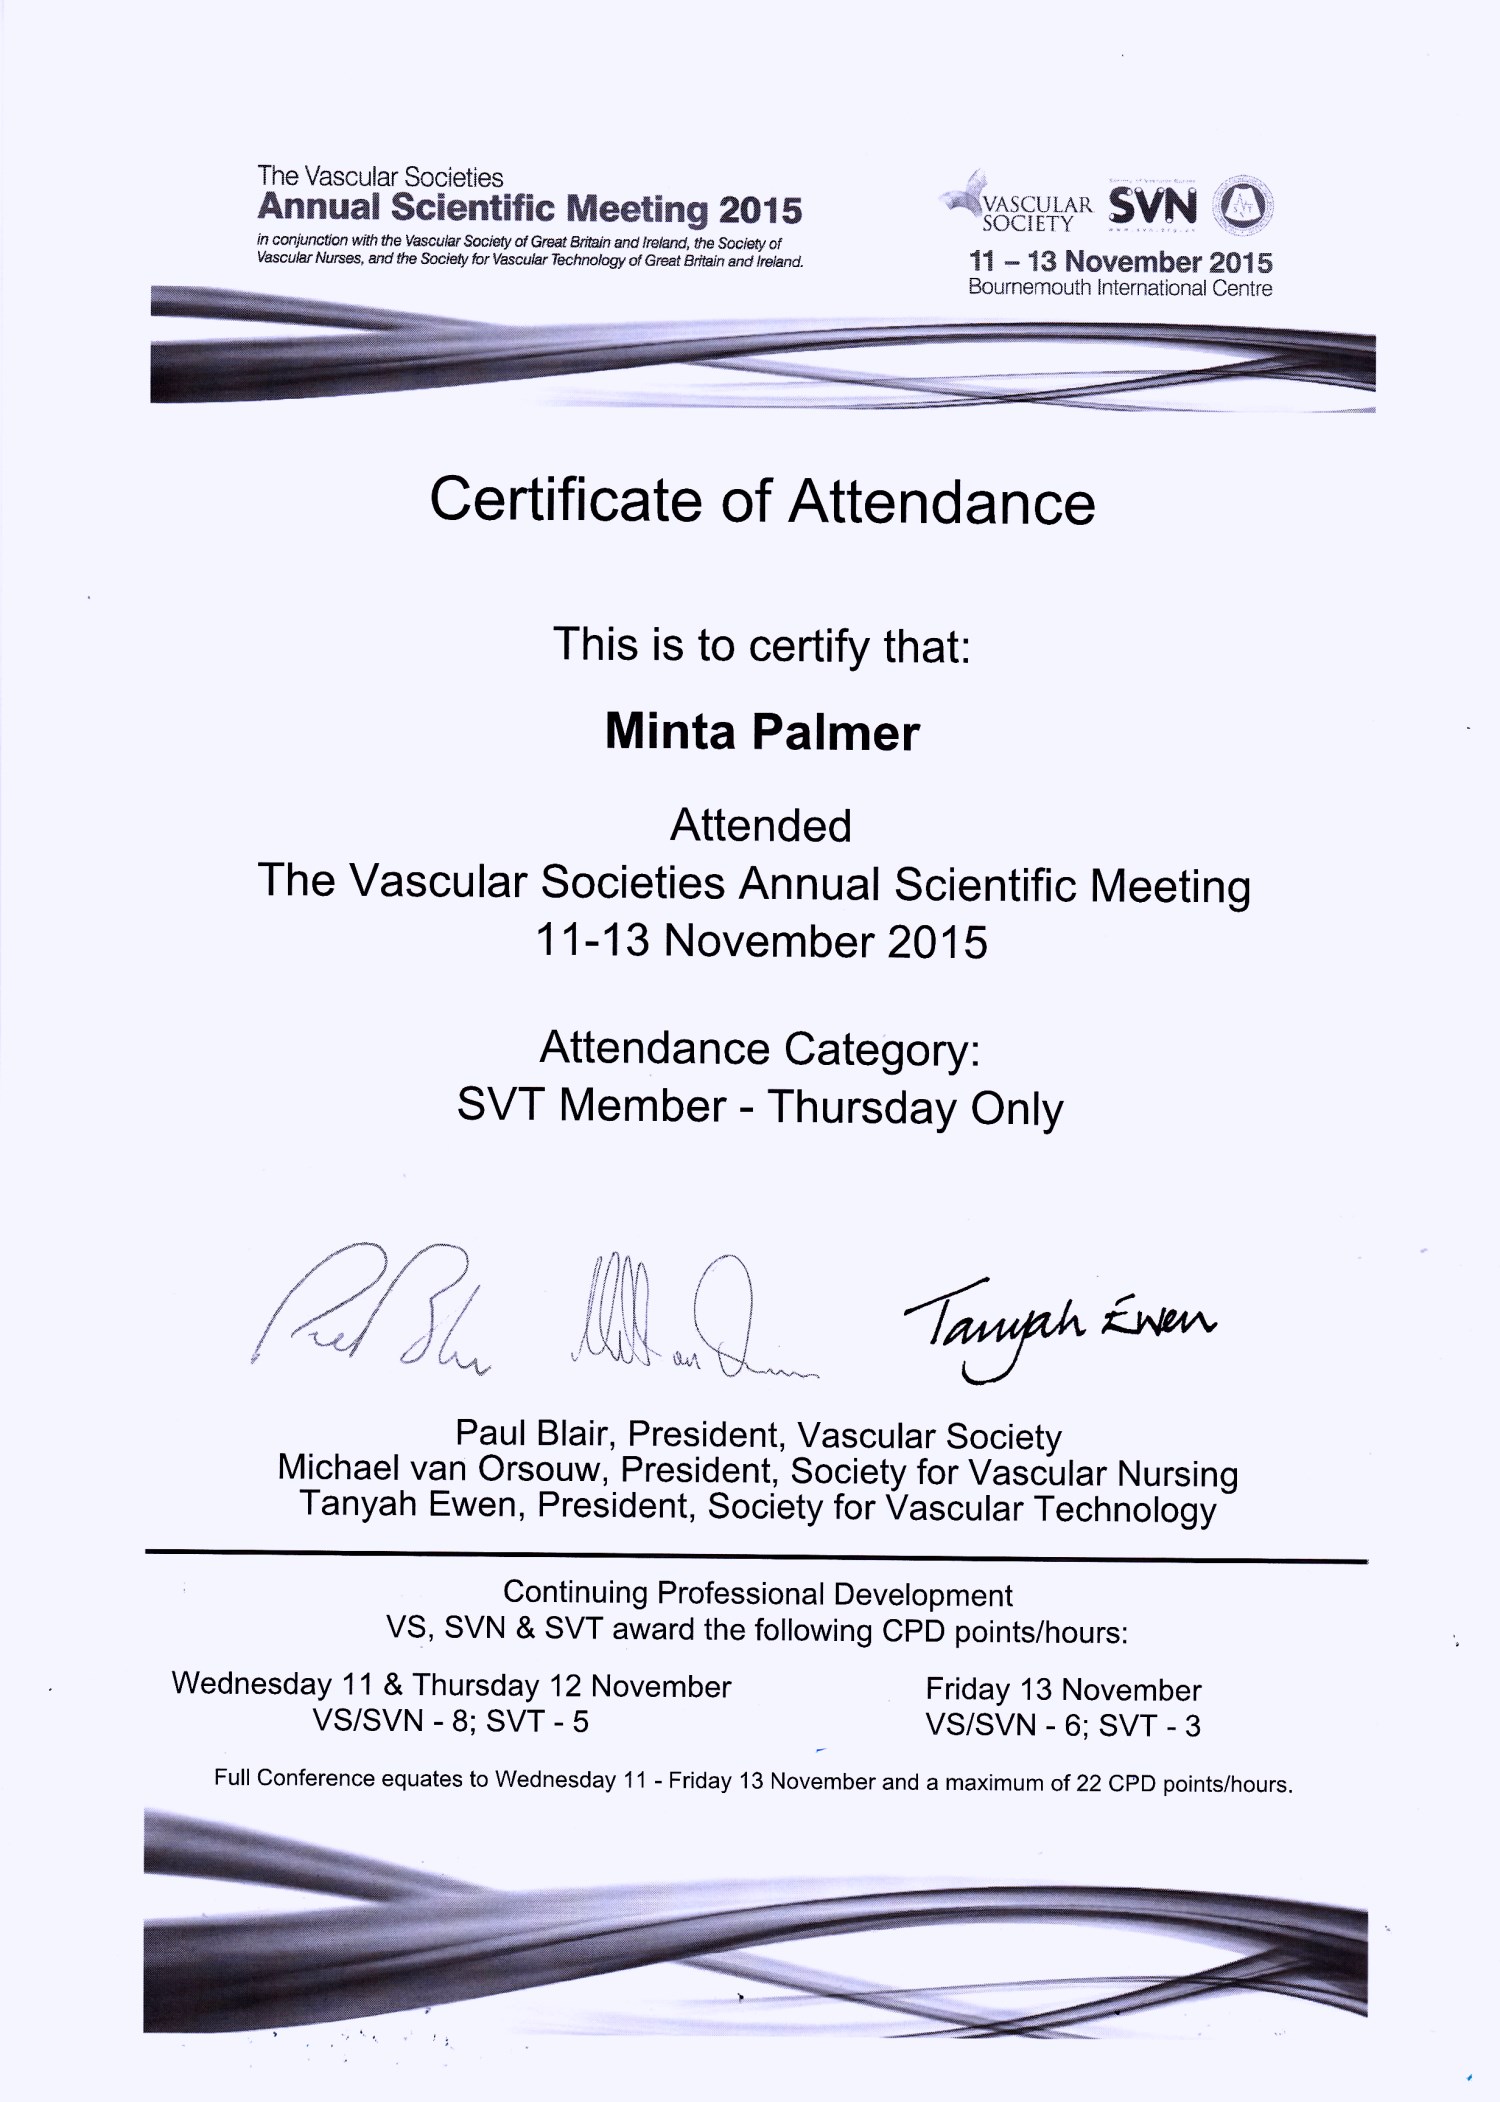 The Vascular Societies
Annual Scientific Meeting 2015
in conjunction with the Vascular Society of Great Britain and Ireland, the Society of
Vascular Nurses, and the Society for Vascular Technology of Great Britain and Ireland.
VASCULAR
SOCIETY
SVN
11 – 13 November 2015
Bournemouth International Centre
Certificate of Attendance
This is to certify that:
Minta Palmer
Attended
The Vascular Societies Annual Scientific Meeting
11-13 November 2015
Attendance Category:
SVT Member - Thursday Only
Tanyah Ewen
Paul Blair, President, Vascular Society
Michael van Orsouw, President, Society for Vascular Nursing
Tanyah Ewen, President, Society for Vascular Technology
Continuing Professional Development
VS, SVN & SVT award the following CPD points/hours:
Wednesday 11 & Thursday 12 November
VS/SVN - 8; SVT - 5
Friday 13 November
VS/SVN - 6; SVT - 3
Full Conference equates to Wednesday 11 - Friday 13 November and a maximum of 22 CPD points/hours.